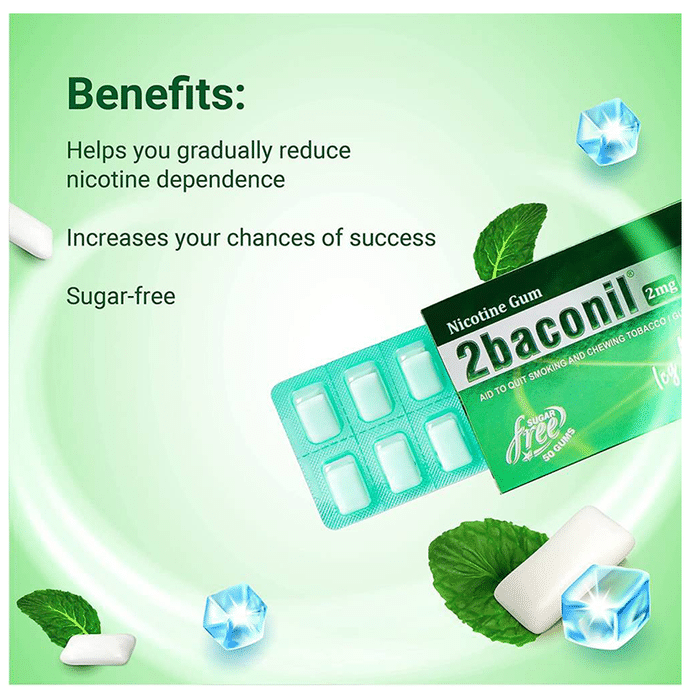 Benefits:
Helps you gradually reduce
nicotine dependence
Increases your chances of success
Sugar-free
Nicotine Gum
2baconil®
2mg
AID TO QUIT SMOKING AND CHEWING TOBACCO
SUGAR
free
50 GUMS